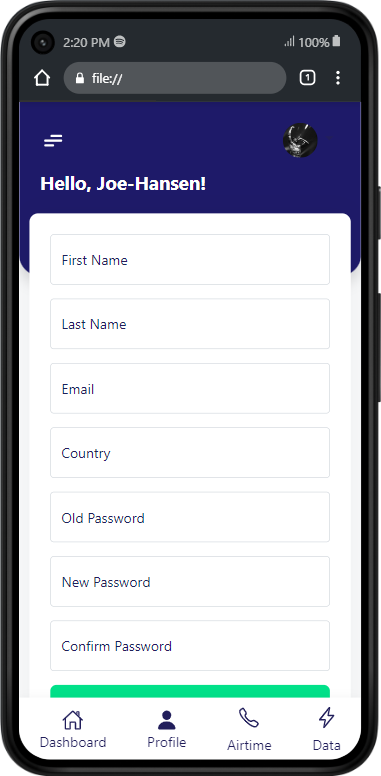 2:20 PM 100%
file:// 1
Hello, Joe-Hansen!
First Name
Last Name
Email
Country
Old Password
New Password
Confirm Password
Dashboard Profile Airtime Data